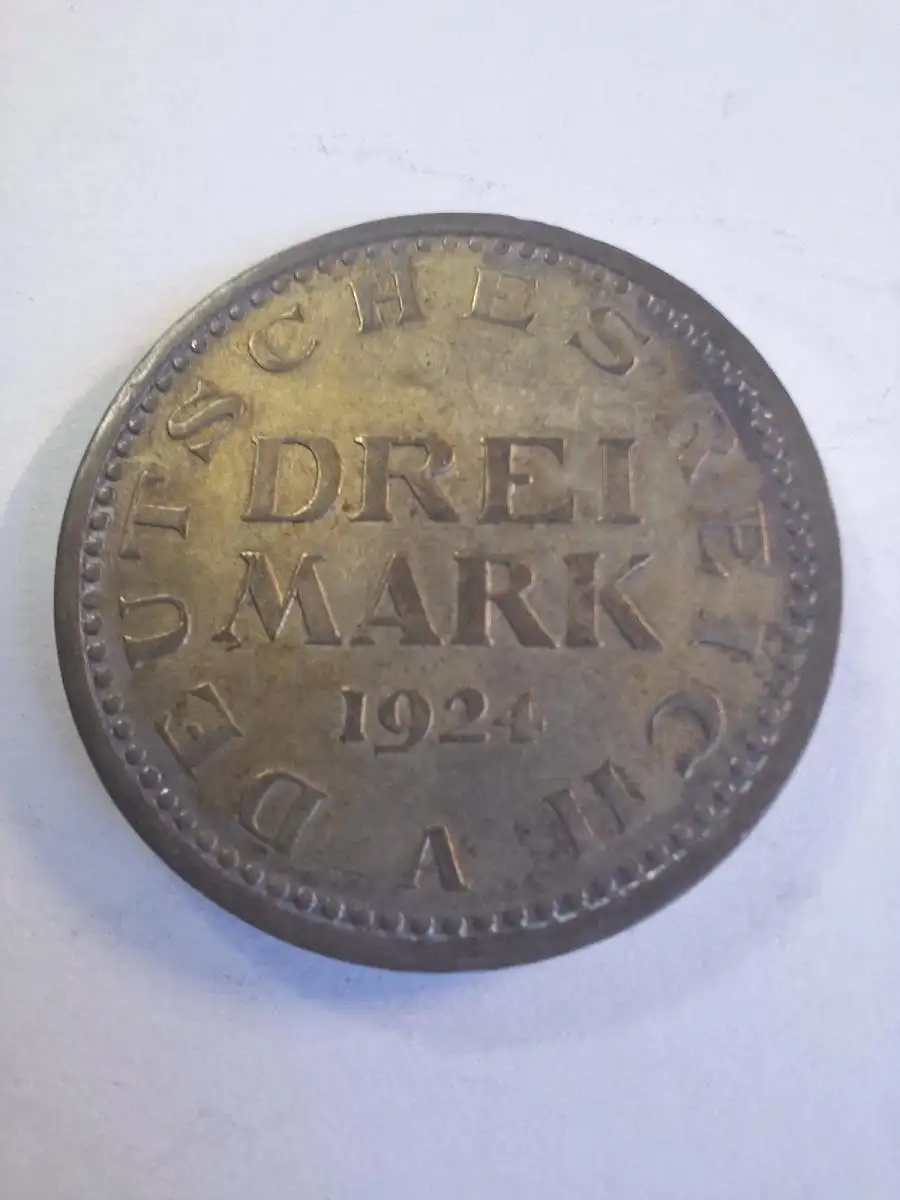 DEUTSCHES REICH
DREI
MARK
1924
A